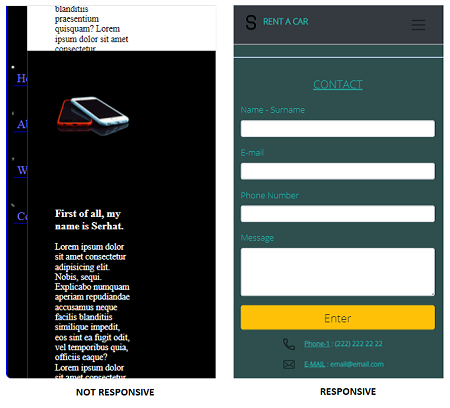 blanditiis
praesentium
quisquam? Lorem
ipsum dolor sit amet
consectetur
First of all, my
name is Serhat.
Lorem ipsum dolor
sit amet consectetur
adipisicing elit.
Nobis, sequi.
Explicabo numquam
aperiam repudiandae
accusamus neque
facilis blanditiis
similique impedit,
eos sint ea fugit odit,
vel temporibus quia,
officiis eaque?
Lorem ipsum dolor
sit amet consectetur
NOT RESPONSIVE
S RENT A CAR
CONTACT
Name - Surname
E-mail
Phone Number
Message
Enter
Phone-1 : (222) 222 22 22
E-MAIL : email@email.com
RESPONSIVE